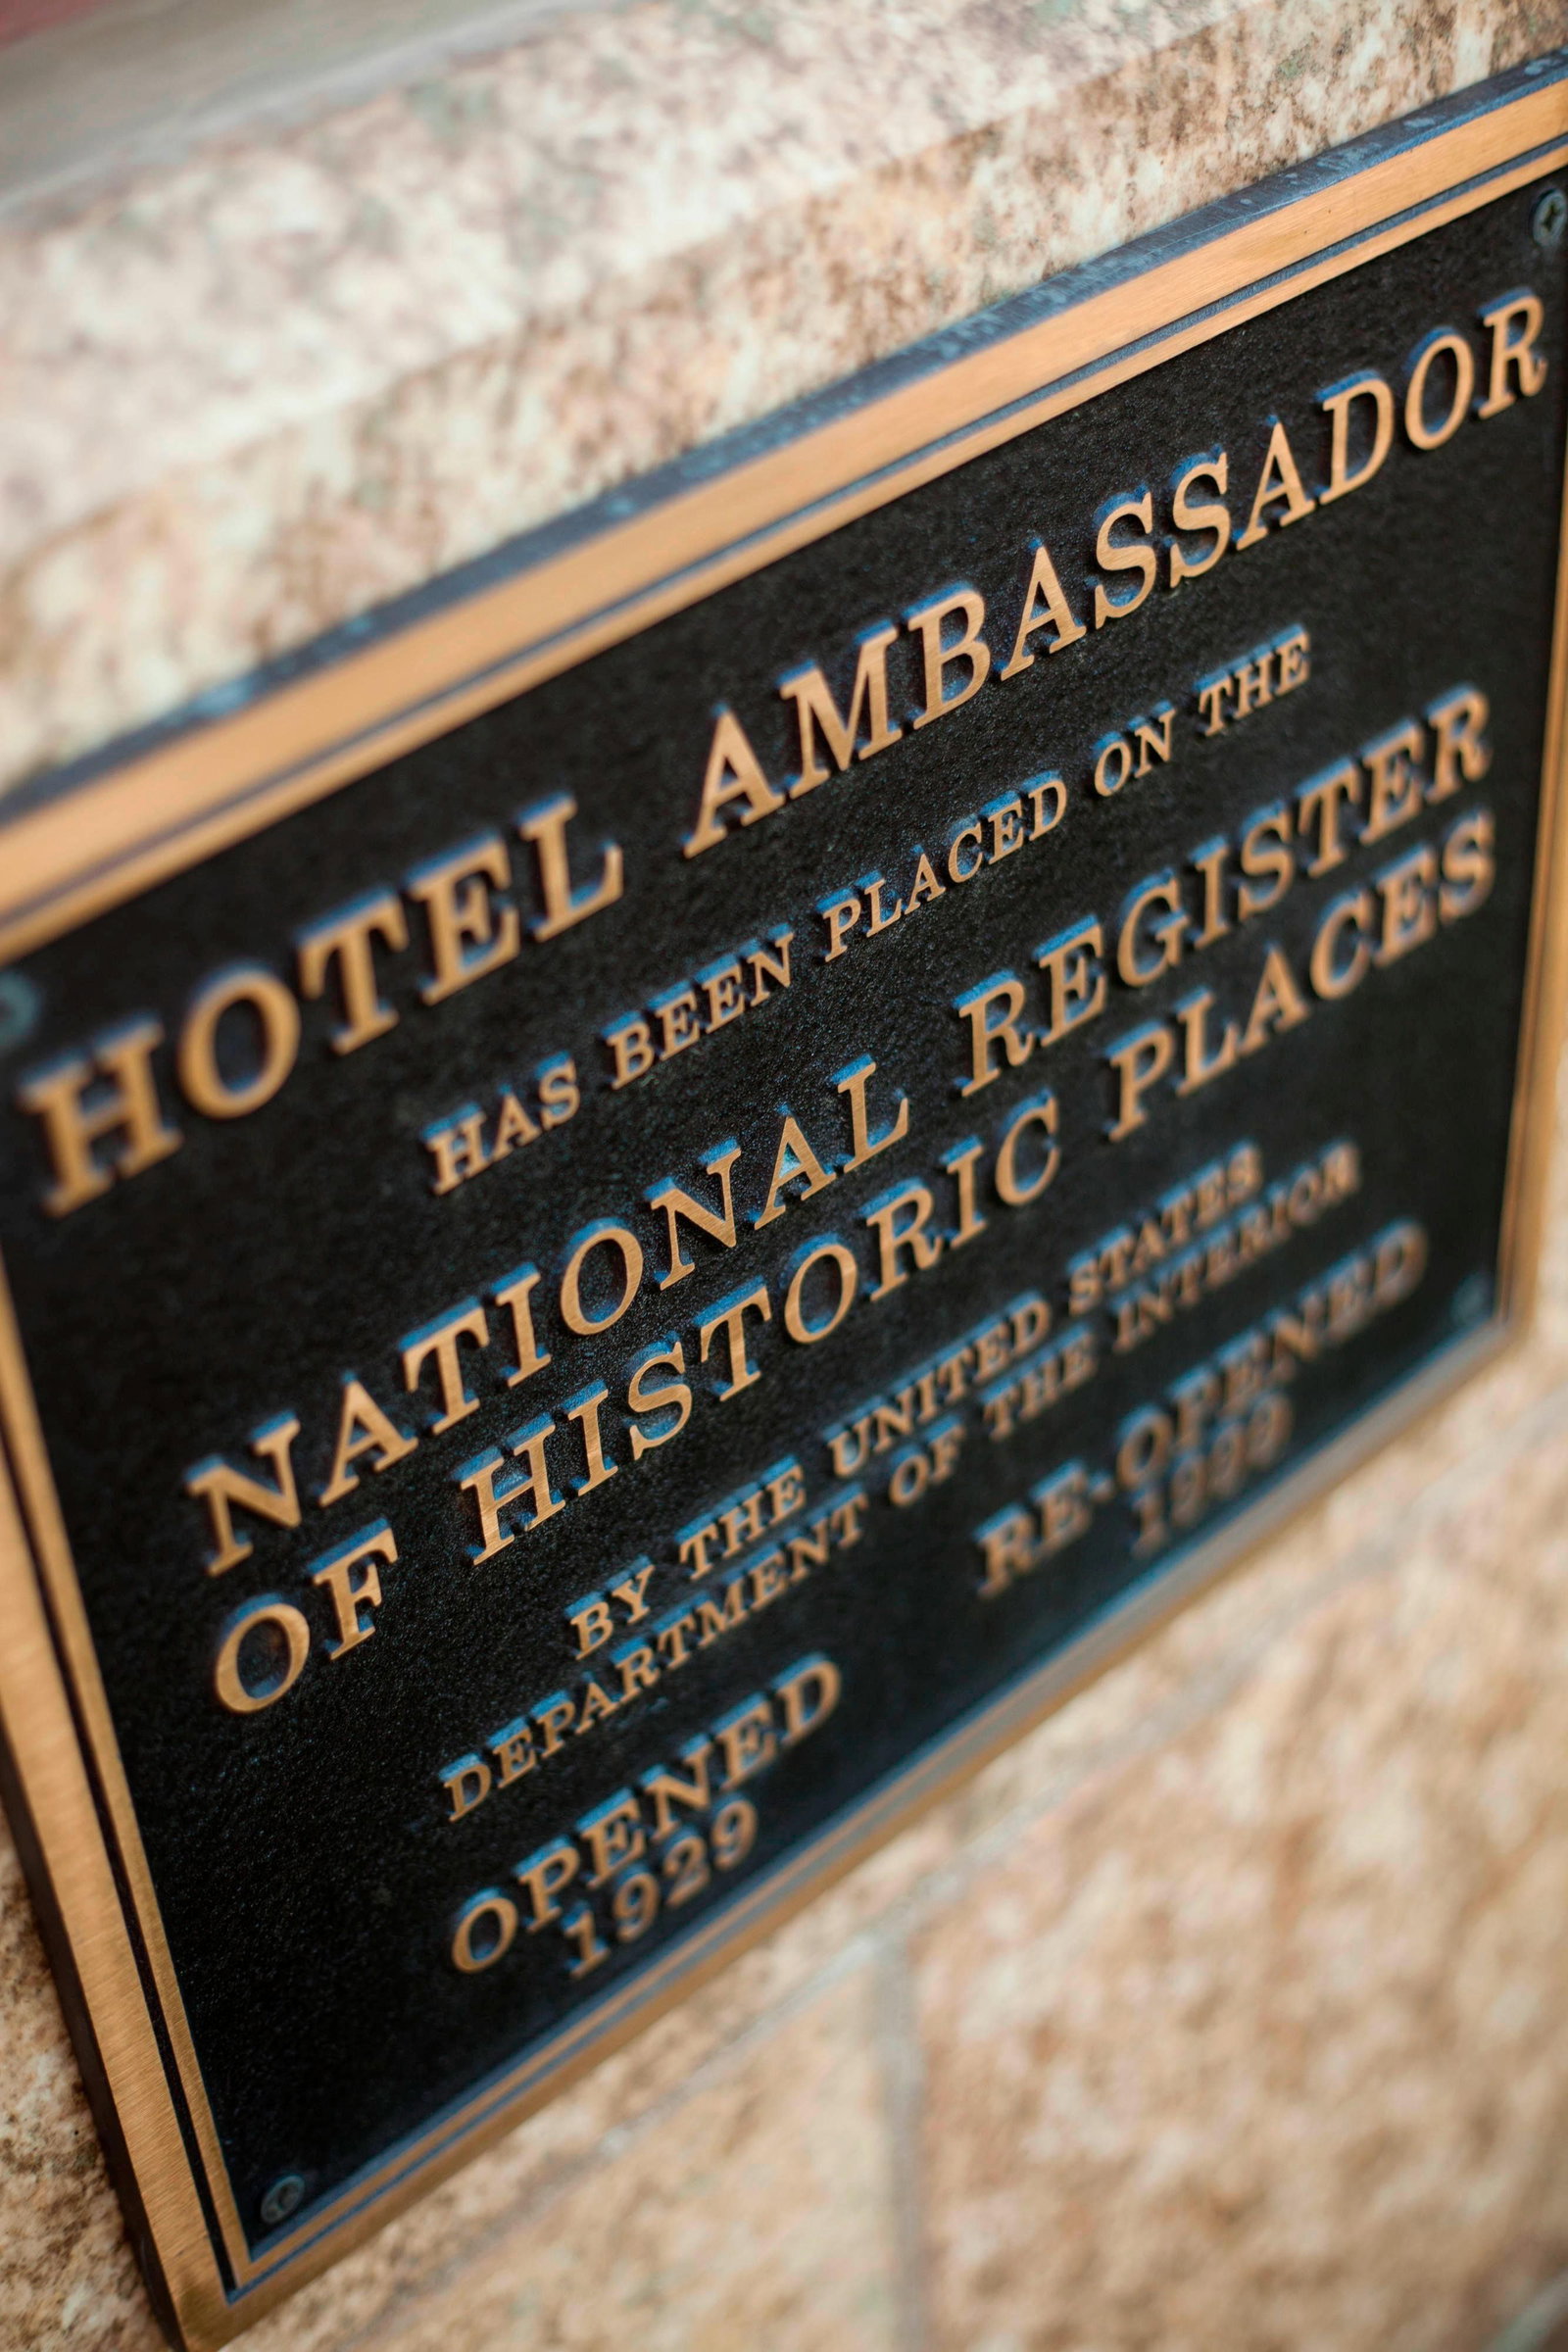 HOTEL AMBASSADOR
HAS BEEN PLACED ON THE
NATIONAL REGISTER
OF HISTORIC PLACES
BY THE UNITED STATES
DEPARTMENT OF THE INTERIOR
OPENED RE-OPENED
1929 1999